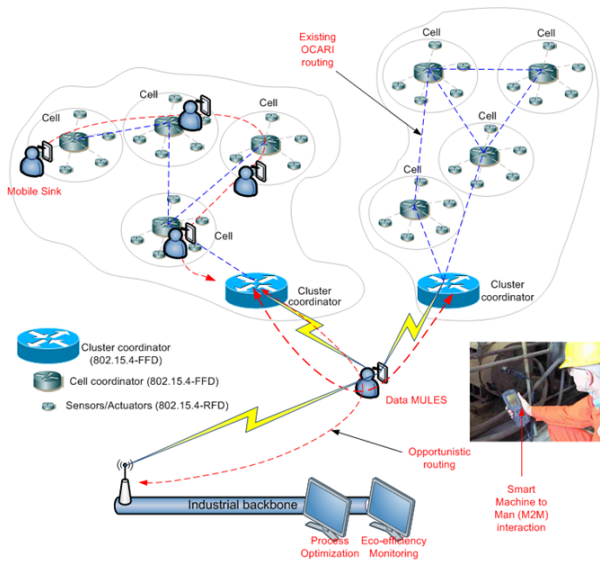 Existing
OCARI
routing
Cell
Cell
Cell
Cell
Cell
Cell
Cell
Cell
Mobile Sink
Cluster
coordinator
Cluster
coordinator
Cluster coordinator
(802.15.4-FFD)
Cell coordinator (802.15.4-FFD)
Sensors/Actuators (802.15.4-RFD)
Data MULES
Opportunistic
routing
Smart
Machine to
Man (M2M)
interaction
Industrial backbone
Process
Optimization
Eco-efficiency
Monitoring